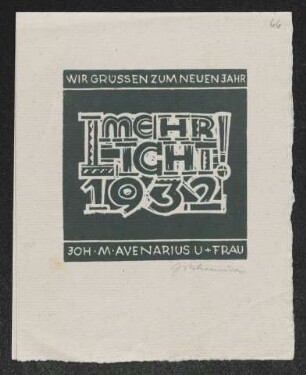 66
WIR GRÜSSEN ZUM NEUEN JAHR
MEHR
LICHT!
1932
JOH·M·AVENARIUS U+FRAU